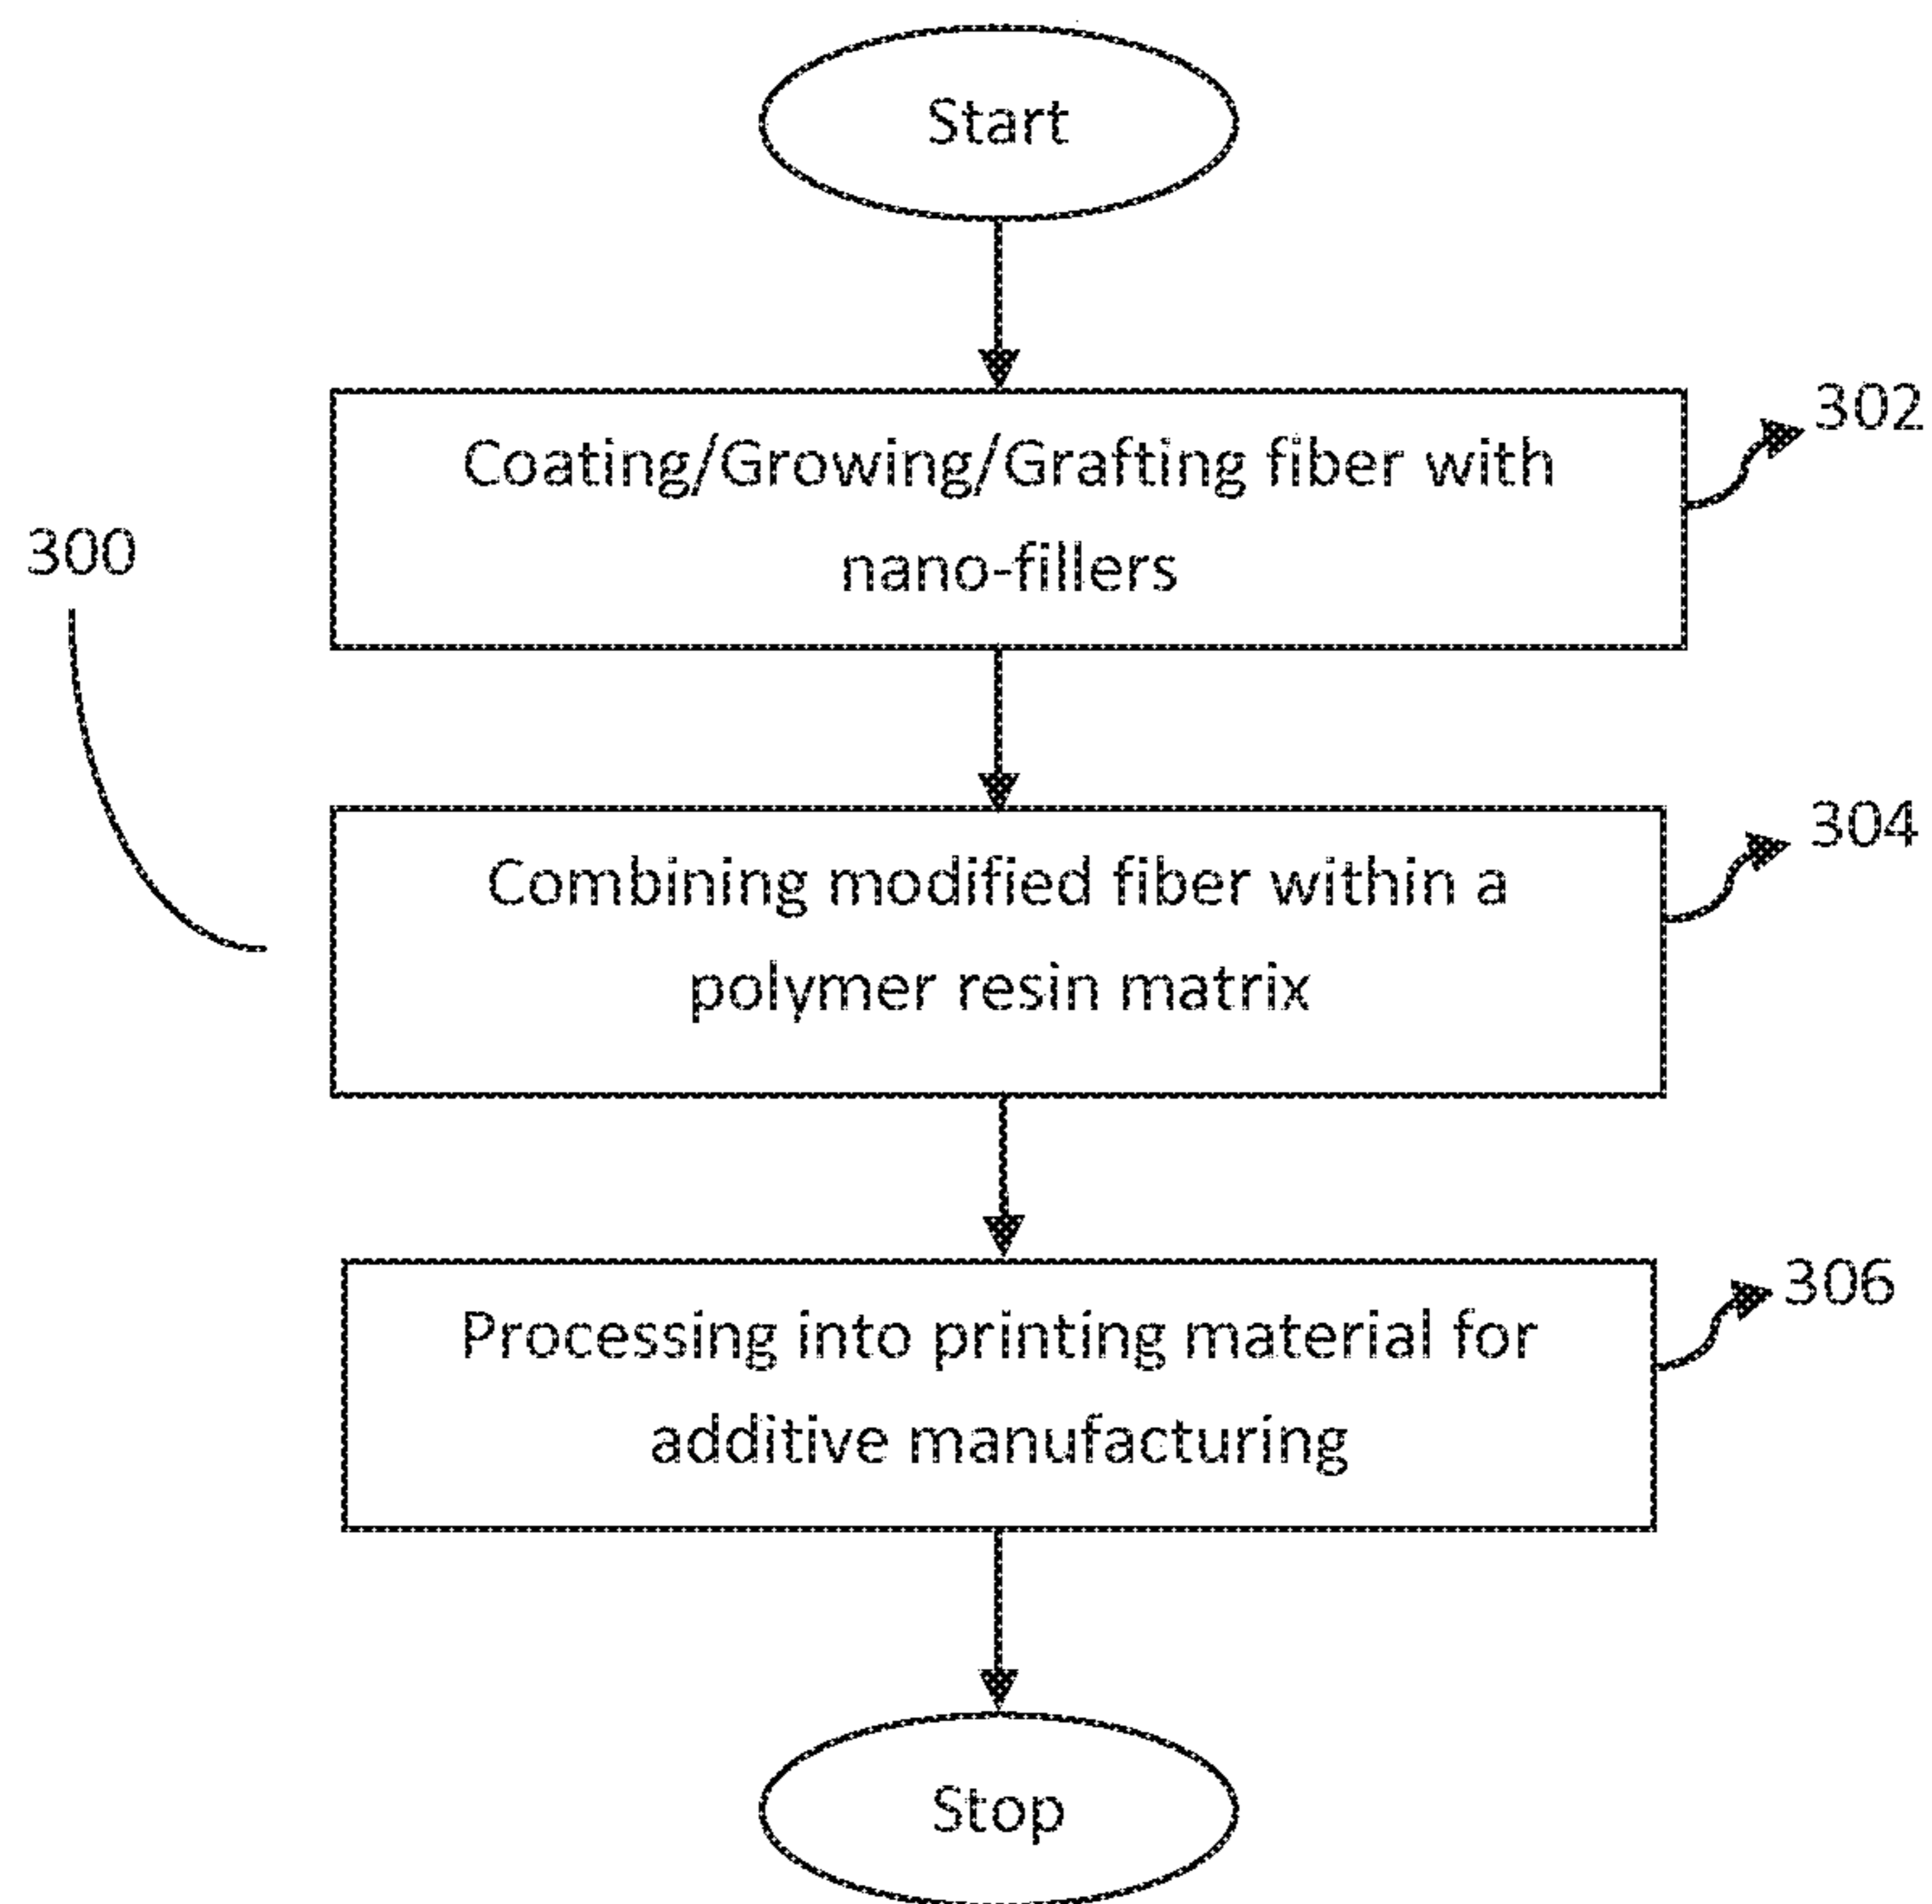 Start
302
Coating/Growing/Grafting fiber with
nano-fillers
300
304
Combining modified fiber within a
polymer resin matrix
306
Processing into printing material for
additive manufacturing
Stop